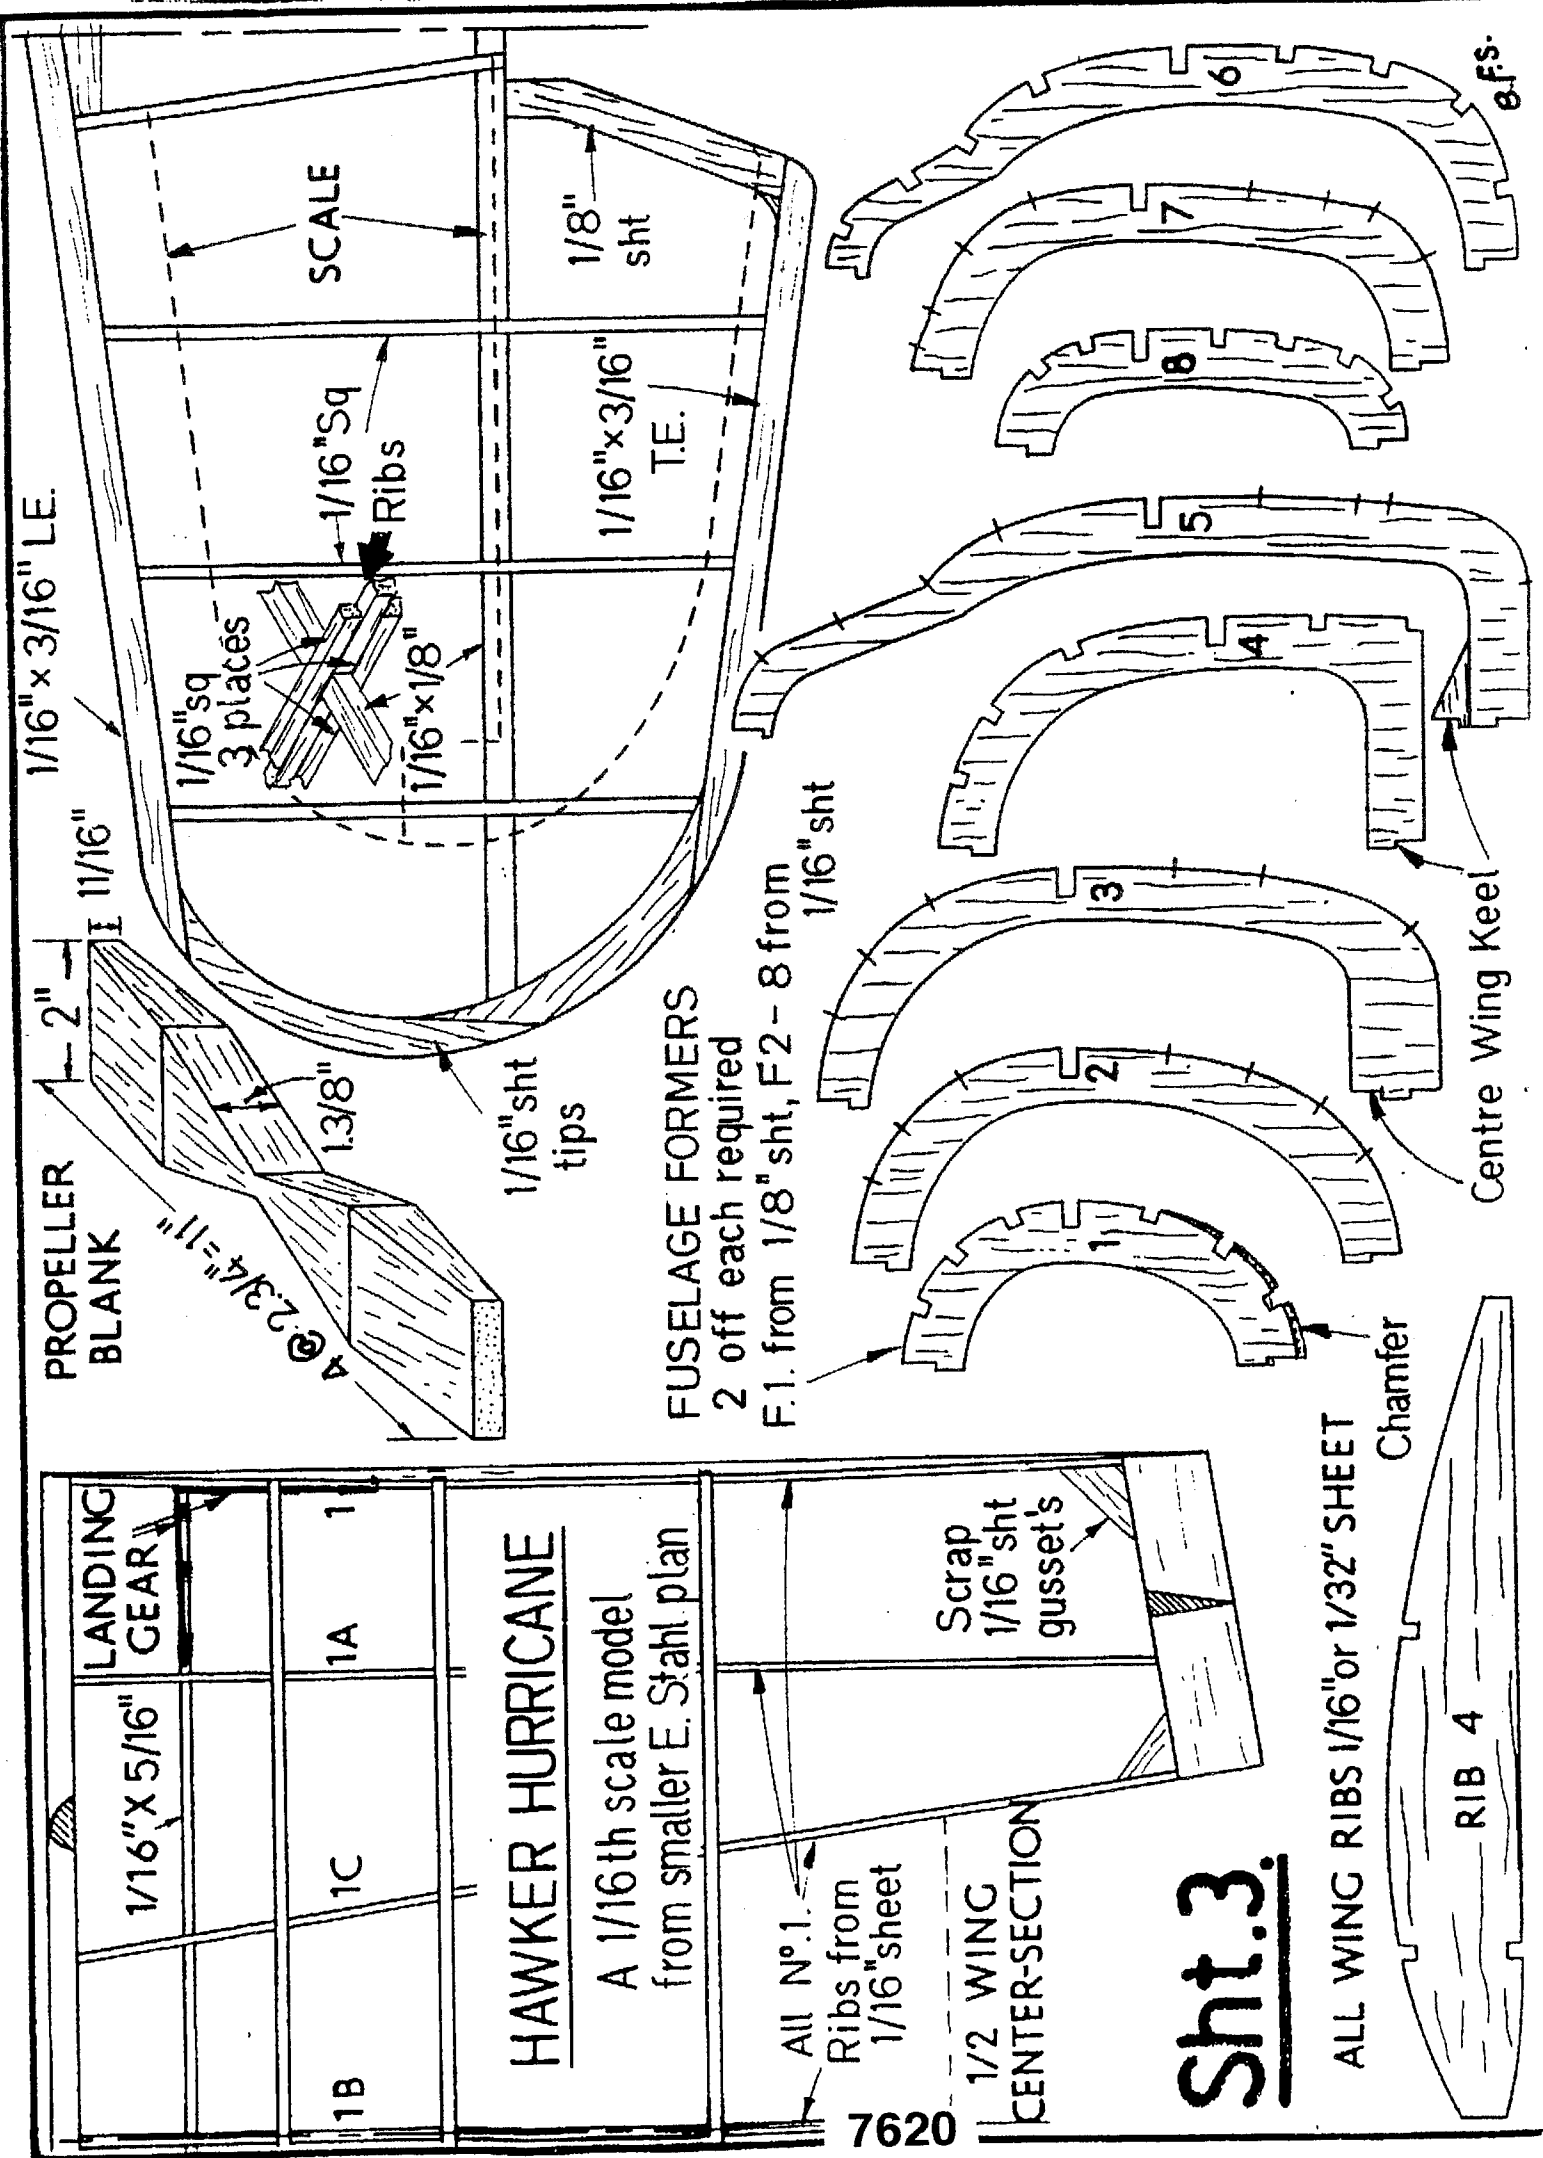 HAWKER HURRICANE
A 1/16th scale model
from smaller E. Stahl plan
LANDING
GEAR
1/16"X 5/16"
1B
1C
1A
1
All Nº.1.
Ribs from
1/16"sheet
1/2 WING
CENTER-SECTION
Scrap
1/16"sht
gusset's
7620
Sht.3.
ALL WING RIBS 1/16"or 1/32" SHEET
RIB 4
PROPELLER
BLANK
4 @ 2.3/4"=11"
2"
11/16"
1.3/8"
1/16"sht
tips
1/16" x 3/16" L.E.
1/16"sq
3 places
1/16"x1/8"
1/16"Sq
Ribs
SCALE
1/16"x3/16"
T.E.
1/8"
sht
FUSELAGE FORMERS
2 off each required
F.1. from 1/8" sht, F2-8 from
1/16"sht
1
2
3
4
5
8
7
6
Chamfer
Centre Wing Keel
B.F.S.